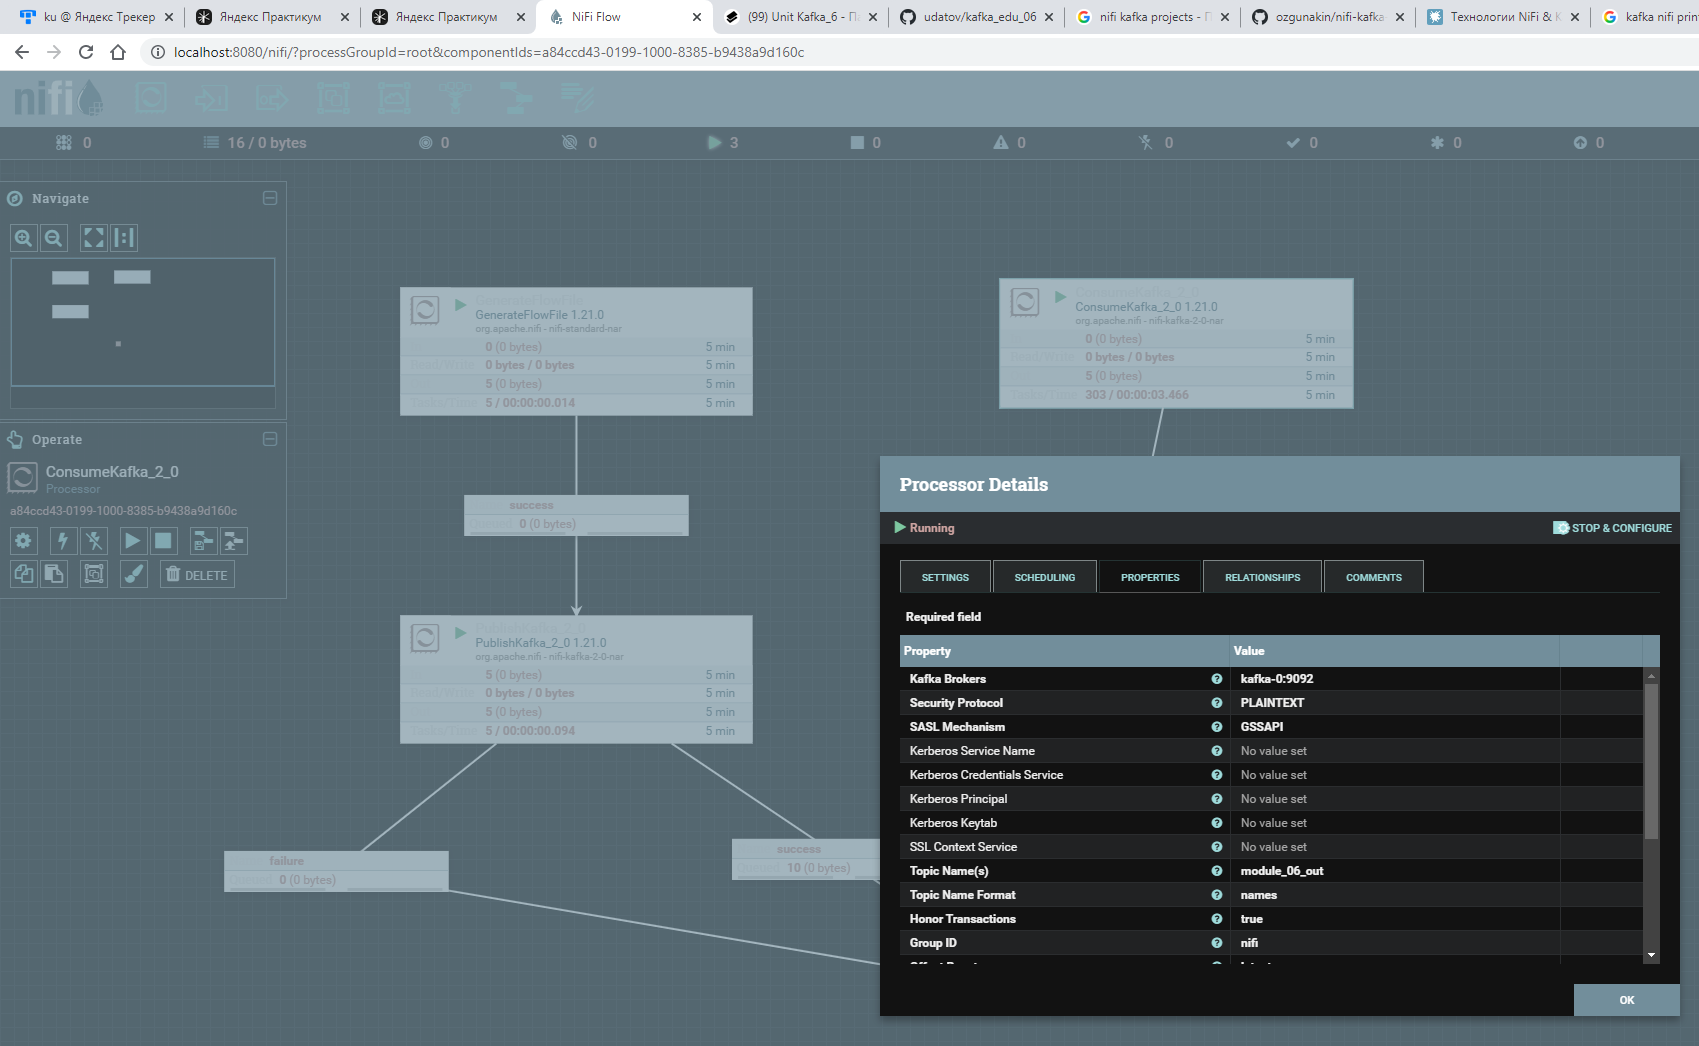 ku @ Яндекс Трекер
Яндекс Практикум
Яндекс Практикум
NiFi Flow
(99) Unit Kafka_6 - П
udatov/kafka_edu_06
nifi kafka projects - П
ozgunakin/nifi-kafka
Технологии NiFi & K
kafka nifi prin
localhost:8080/nifi/?processGroupId=root&componentIds=a84ccd43-0199-1000-8385-b9438a9d160c
nifi
0
16 / 0 bytes
0
0
3
0
0
0
0
0
0
Navigate
Operate
ConsumeKafka_2_0
Processor
a84ccd43-0199-1000-8385-b9438a9d160c
DELETE
GenerateFlowFile
GenerateFlowFile 1.21.0
org.apache.nifi - nifi-standard-nar
0 (0 bytes) 5 min
Read/Write 0 bytes / 0 bytes 5 min
5 (0 bytes) 5 min
Tasks/Time 5 / 00:00:00.014 5 min
ConsumeKafka_2_0
ConsumeKafka_2_0 1.21.0
org.apache.nifi - nifi-kafka-2-0-nar
0 (0 bytes) 5 min
Read/Write 0 bytes / 0 bytes 5 min
5 (0 bytes) 5 min
Tasks/Time 303 / 00:00:03.466 5 min
success
Queued 0 (0 bytes)
PublishKafka_2_0
PublishKafka_2_0 1.21.0
org.apache.nifi - nifi-kafka-2-0-nar
5 (0 bytes) 5 min
Read/Write 0 bytes / 0 bytes 5 min
5 (0 bytes) 5 min
Tasks/Time 5 / 00:00:00.094 5 min
failure
Queued 0 (0 bytes)
success
Queued 10 (0 bytes)
Processor Details
Running
STOP & CONFIGURE
SETTINGS
SCHEDULING
PROPERTIES
RELATIONSHIPS
COMMENTS
Required field
Property Value
Kafka Brokers kafka-0:9092
Security Protocol PLAINTEXT
SASL Mechanism GSSAPI
Kerberos Service Name No value set
Kerberos Credentials Service No value set
Kerberos Principal No value set
Kerberos Keytab No value set
SSL Context Service No value set
Topic Name(s) module_06_out
Topic Name Format names
Honor Transactions true
Group ID nifi
OK